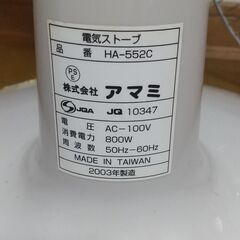 電気ストーブ
品 番 HA-552C
PSE
株式会社 アマミ
JQA JQ 10347
電 圧 AC-100V
消費電力 800W
周 波 数 50Hz-60Hz
MADE IN TAIWAN
2003年製造